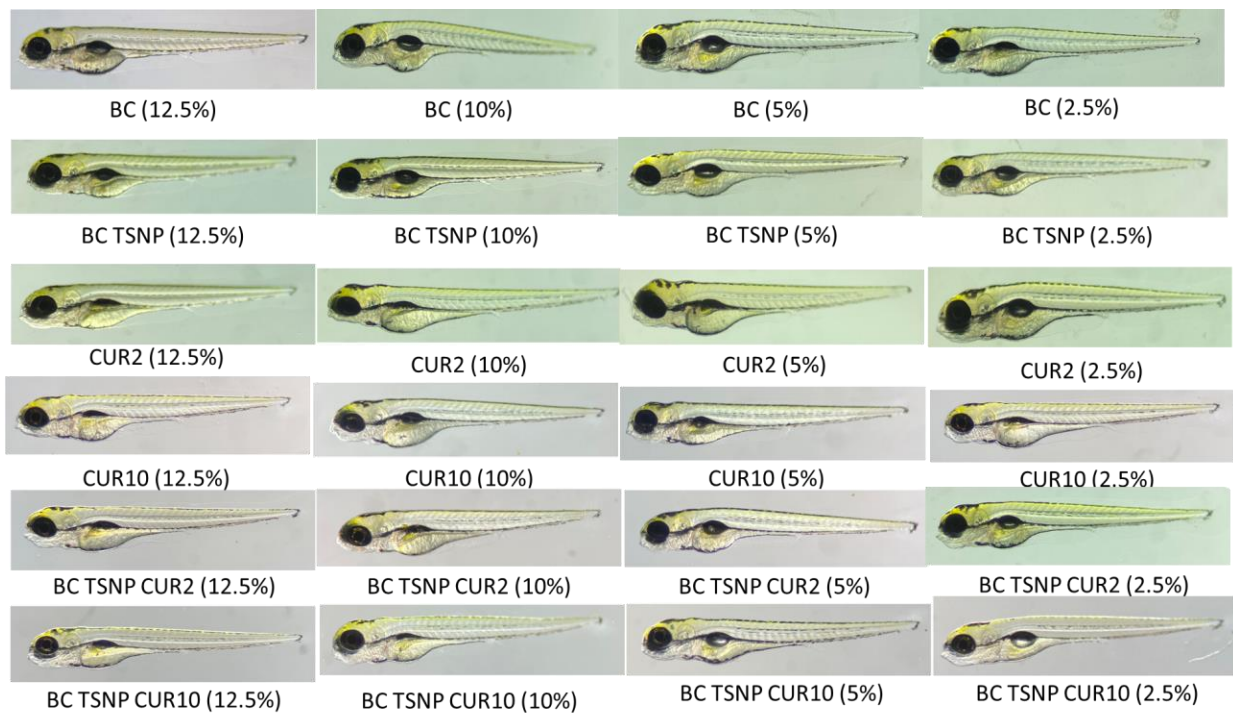 BC (12.5%)
BC (10%)
BC (5%)
BC (2.5%)
BC TSNP (12.5%)
BC TSNP (10%)
BC TSNP (5%)
BC TSNP (2.5%)
CUR2 (12.5%)
CUR2 (10%)
CUR2 (5%)
CUR2 (2.5%)
CUR10 (12.5%)
CUR10 (10%)
CUR10 (5%)
CUR10 (2.5%)
BC TSNP CUR2 (12.5%)
BC TSNP CUR2 (10%)
BC TSNP CUR2 (5%)
BC TSNP CUR2 (2.5%)
BC TSNP CUR10 (12.5%)
BC TSNP CUR10 (10%)
BC TSNP CUR10 (5%)
BC TSNP CUR10 (2.5%)